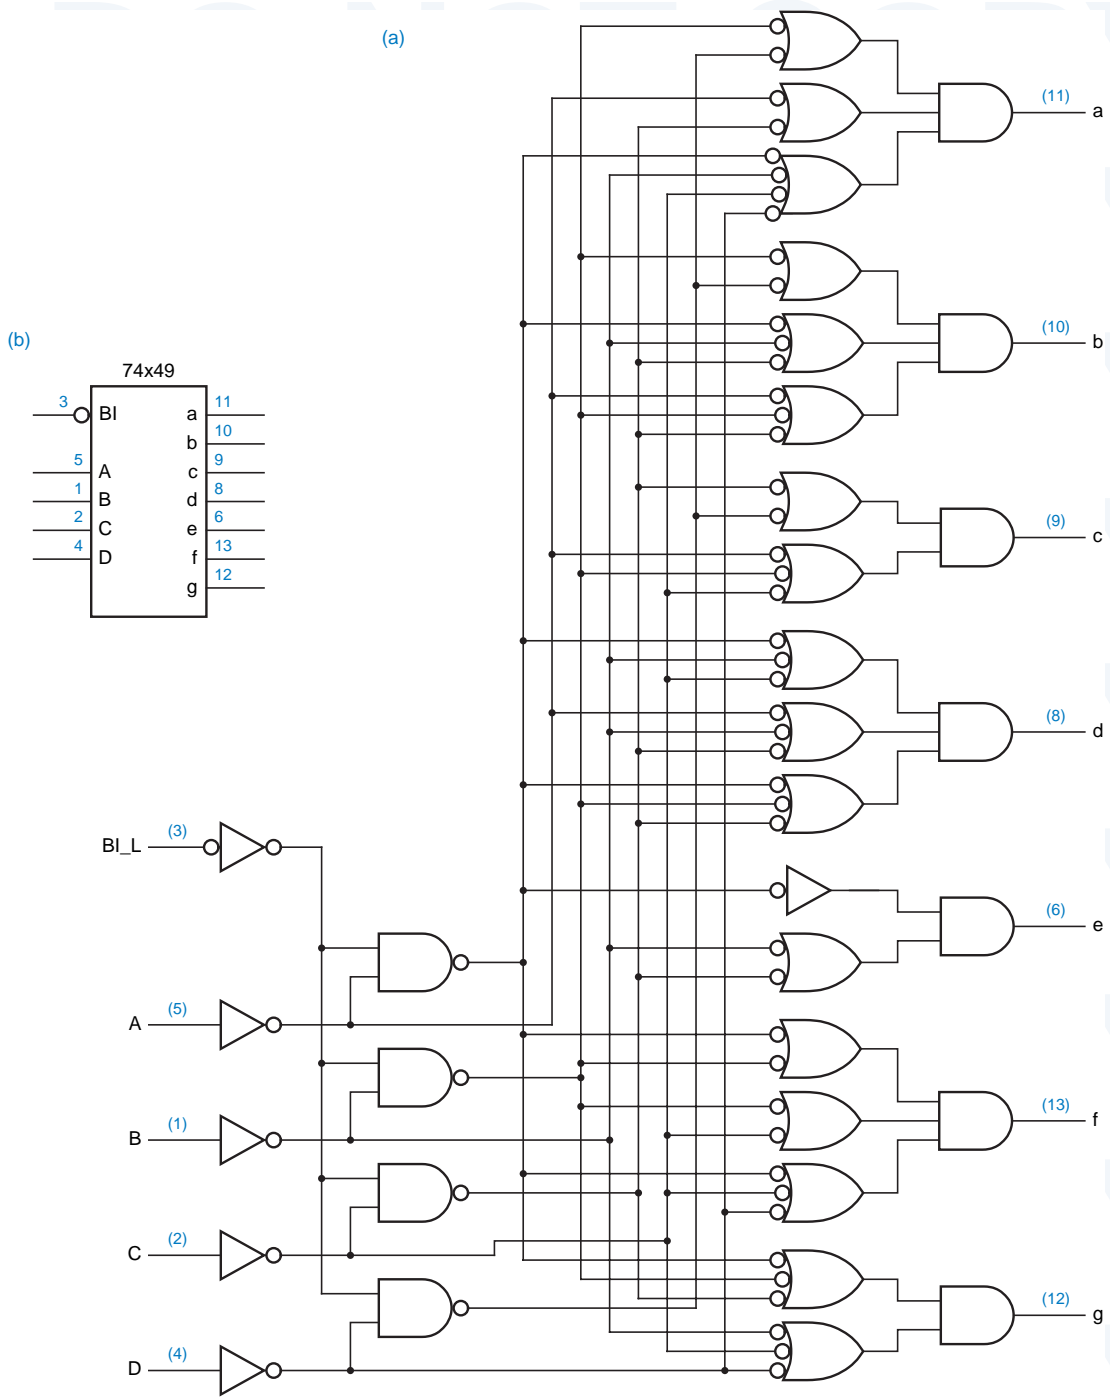 (a)
(11)
a
(10)
b
(b)
74x49
3
BI
a
11
b
10
5
A
c
9
1
B
d
8
2
C
e
6
4
D
f
13
g
12
(9)
c
(8)
d
BI_L
(3)
(6)
e
A
(5)
(13)
f
B
(1)
C
(2)
(12)
g
D
(4)